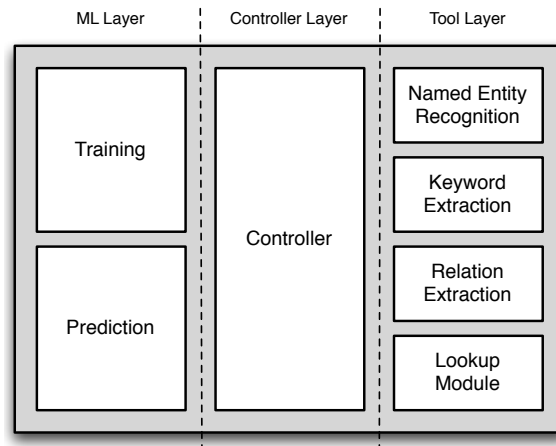 ML Layer
Controller Layer
Tool Layer
Training
Prediction
Controller
Named Entity
Recognition
Keyword
Extraction
Relation
Extraction
Lookup
Module